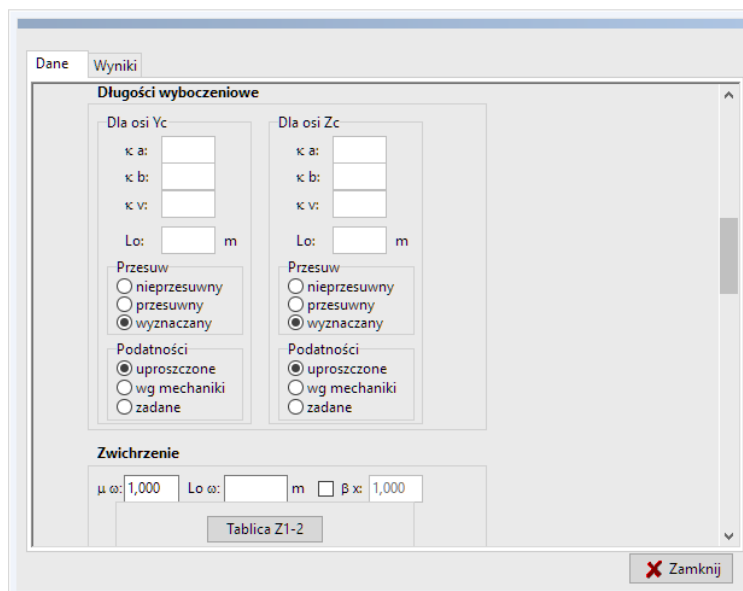 Dane Wyniki
Długości wyboczeniowe
Dla osi Yc Dla osi Zc
κ a: κ a:
κ b: κ b:
κ v: κ v:
Lo: m Lo: m
Przesuw Przesuw
nieprzesuwny nieprzesuwny
przesuwny przesuwny
wyznaczany wyznaczany
Podatności Podatności
uproszczone uproszczone
wg mechaniki wg mechaniki
zadane zadane
Zwichrzenie
μ ω: 1,000 Lo ω: m β x: 1,000
Tablica Z1-2
Zamknij